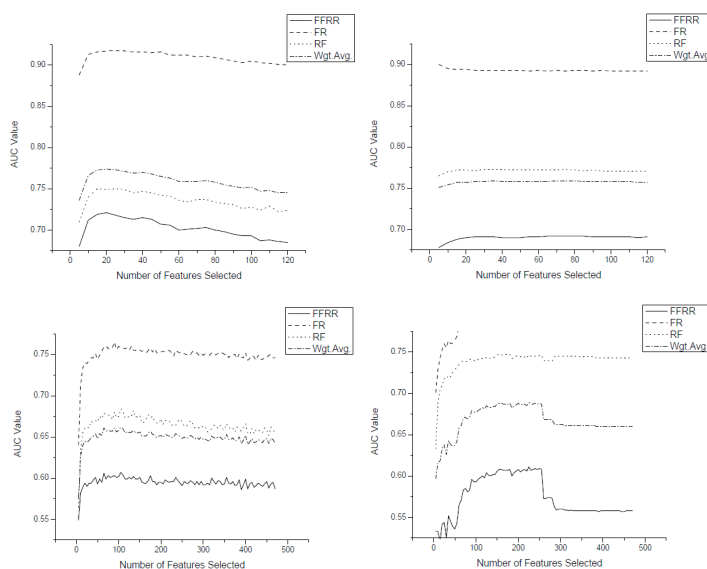 FFRR
FR
RF
Wgt.Avg.
0.90
0.85
0.80
0.75
0.70
AUC Value
0 20 40 60 80 100 120
Number of Features Selected
FFRR
FR
RF
Wgt.Avg.
0.90
0.85
0.80
0.75
0.70
AUC Value
0 20 40 60 80 100 120
Number of Features Selected
FFRR
FR
RF
Wgt.Avg.
0.75
0.70
0.65
0.60
0.55
AUC Value
0 100 200 300 400 500
Number of Features Selected
FFRR
FR
RF
Wgt.Avg.
0.75
0.70
0.65
0.60
0.55
AUC Value
0 100 200 300 400 500
Number of Features Selected